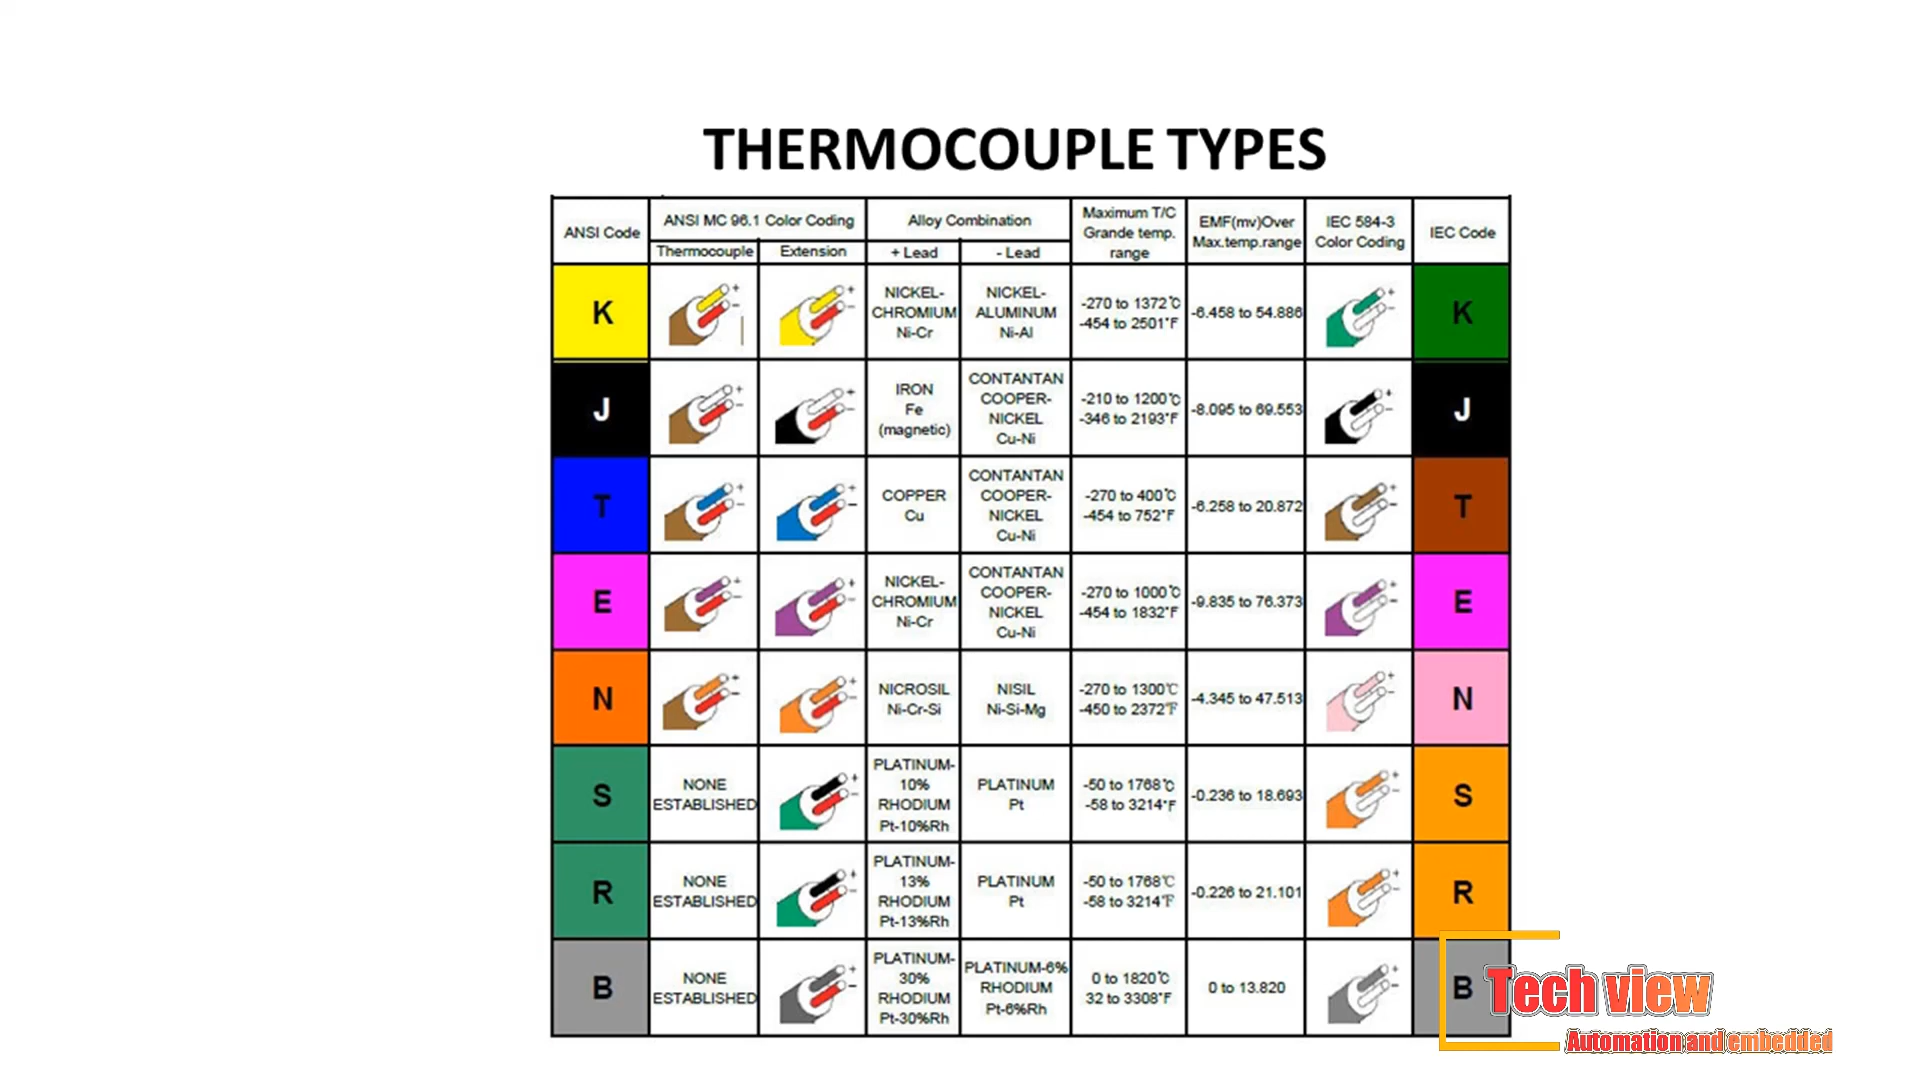 THERMOCOUPLE TYPES
ANSI Code
ANSI MC 96.1 Color Coding
Alloy Combination
Maximum T/C
Grande temp.
range
EMF(mv)Over
Max.temp.range
IEC 584-3
Color Coding
IEC Code
Thermocouple
Extension
+ Lead
- Lead
K
+
−
+
−
NICKEL-
CHROMIUM
Ni-Cr
NICKEL-
ALUMINUM
Ni-Al
-270 to 1372℃
-454 to 2501°F
-6.458 to 54.886
+
−
K
J
+
−
+
−
IRON
Fe
(magnetic)
CONTANTAN
COOPER-
NICKEL
Cu-Ni
-210 to 1200℃
-346 to 2193°F
-8.095 to 69.553
+
−
J
T
+
−
+
−
COPPER
Cu
CONTANTAN
COOPER-
NICKEL
Cu-Ni
-270 to 400℃
-454 to 752°F
-6.258 to 20.872
+
−
T
E
+
−
+
−
NICKEL-
CHROMIUM
Ni-Cr
CONTANTAN
COOPER-
NICKEL
Cu-Ni
-270 to 1000℃
-454 to 1832°F
-9.835 to 76.373
+
−
E
N
+
−
+
−
NICROSIL
Ni-Cr-Si
NISIL
Ni-Si-Mg
-270 to 1300℃
-450 to 2372°F
-4.345 to 47.513
+
−
N
S
NONE
ESTABLISHED
+
−
PLATINUM-
10%
RHODIUM
Pt-10%Rh
PLATINUM
Pt
-50 to 1768℃
-58 to 3214°F
-0.236 to 18.693
+
−
S
R
NONE
ESTABLISHED
+
−
PLATINUM-
13%
RHODIUM
Pt-13%Rh
PLATINUM
Pt
-50 to 1768℃
-58 to 3214°F
-0.226 to 21.101
+
−
R
B
NONE
ESTABLISHED
+
−
PLATINUM-
30%
RHODIUM
Pt-30%Rh
PLATINUM-6%
RHODIUM
Pt-6%Rh
0 to 1820℃
32 to 3308°F
0 to 13.820
+
−
B
Tech view
Automation and embedded